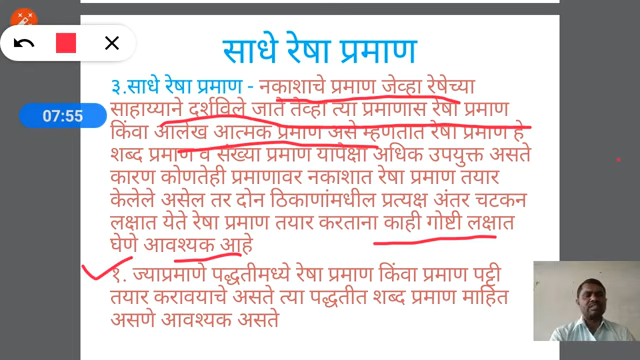 साधे रेषा प्रमाण
३.साधे रेषा प्रमाण - नकाशाचे प्रमाण जेव्हा रेषेच्या
साहाय्याने दर्शविले जाते तेव्हा त्या प्रमाणास रेषा प्रमाण
07:55
किंवा आलेख आत्मक प्रमाण असे म्हणतात रेषा प्रमाण हे
शब्द प्रमाण व संख्या प्रमाण यापेक्षा अधिक उपयुक्त असते
कारण कोणतेही प्रमाणावर नकाशात रेषा प्रमाण तयार
केलेले असेल तर दोन ठिकाणांमधील प्रत्यक्ष अंतर चटकन
लक्षात येते रेषा प्रमाण तयार करताना काही गोष्टी लक्षात
घेणे आवश्यक आहे
१. ज्याप्रमाणे पद्धतीमध्ये रेषा प्रमाण किंवा प्रमाण पट्टी
तयार करावयाचे असते त्या पद्धतीत शब्द प्रमाण माहित
असणे आवश्यक असते